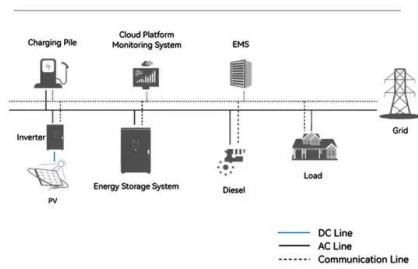 Charging Pile
Cloud Platform
Monitoring System
EMS
Grid
Inverter
PV
Energy Storage System
Diesel
Load
DC Line
AC Line
Communication Line